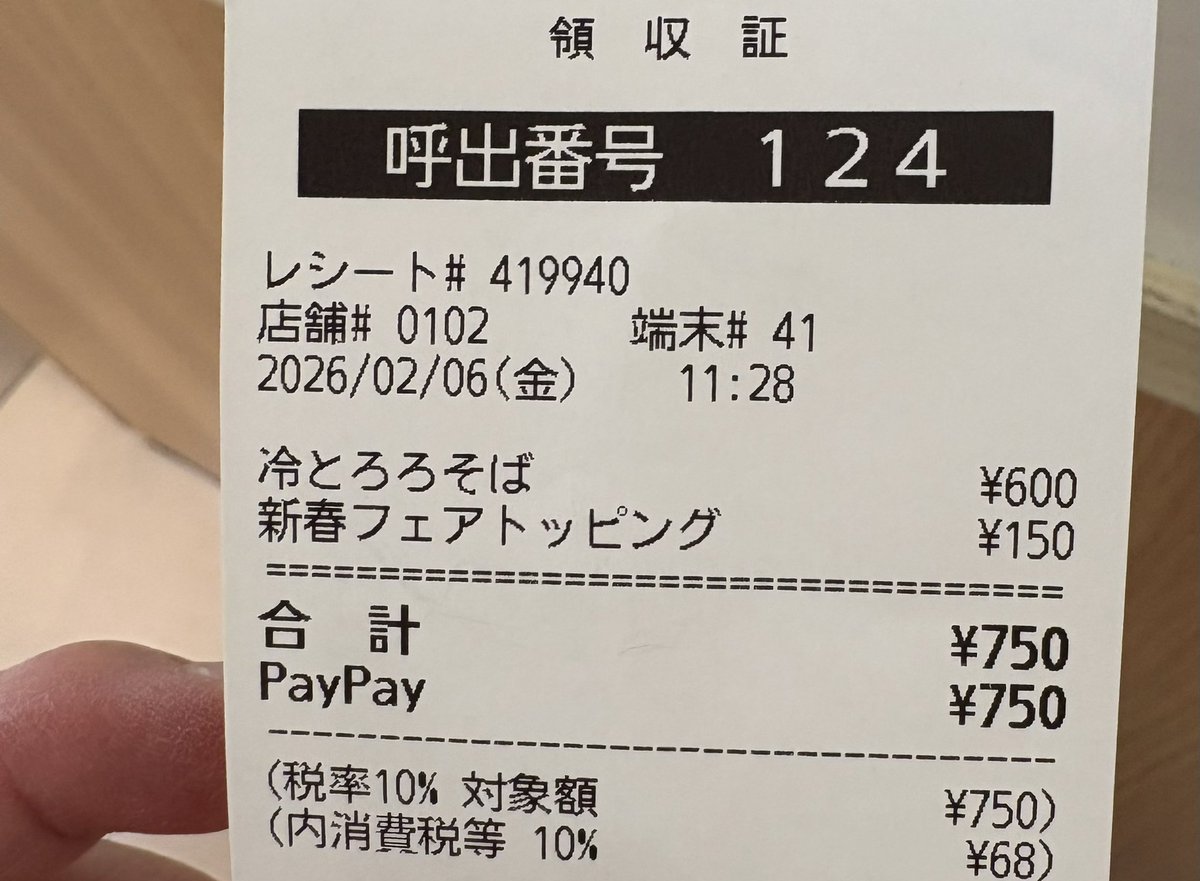 領 収 証
呼出番号 124
レシート# 419940
店舗# 0102 端末# 41
2026/02/06(金) 11:28
冷とろろそば ¥600
新春フェアトッピング ¥150
====================================
合 計 ¥750
PayPay ¥750
------------------------------------
(税率10% 対象額 ¥750)
(内消費税等 10% ¥68)